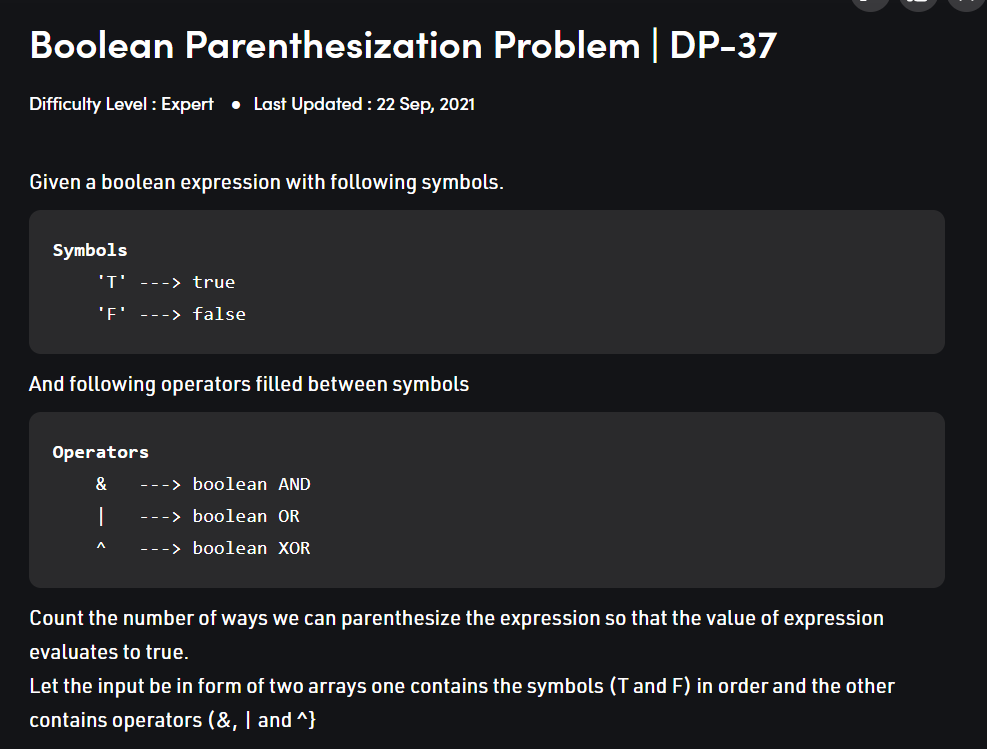 Boolean Parenthesization Problem | DP-37
Difficulty Level : Expert ● Last Updated : 22 Sep, 2021
Given a boolean expression with following symbols.
Symbols
'T' ---> true
'F' ---> false
And following operators filled between symbols
Operators
& ---> boolean AND
| ---> boolean OR
^ ---> boolean XOR
Count the number of ways we can parenthesize the expression so that the value of expression
evaluates to true.
Let the input be in form of two arrays one contains the symbols (T and F) in order and the other
contains operators (&, | and ^}